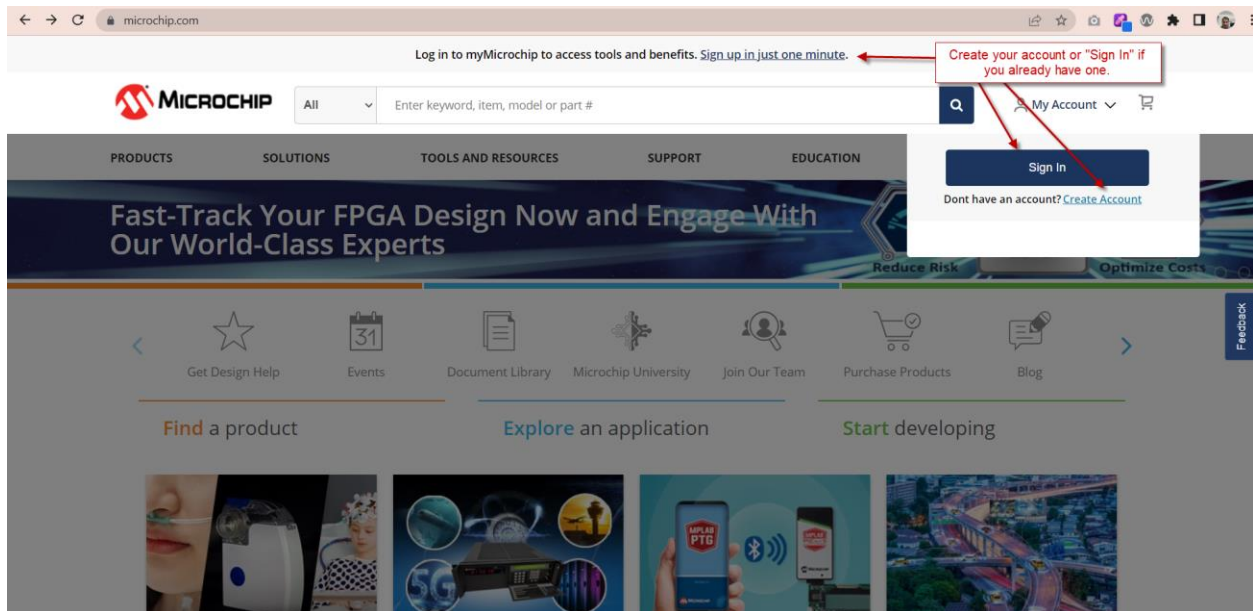 microchip.com
Log in to myMicrochip to access tools and benefits. Sign up in just one minute.
Create your account or "Sign In" if
you already have one.
MICROCHIP
All
Enter keyword, item, model or part #
My Account
PRODUCTS SOLUTIONS TOOLS AND RESOURCES SUPPORT EDUCATION
Sign In
Dont have an account? Create Account
Fast-Track Your FPGA Design Now and Engage With
Our World-Class Experts
Reduce Risk
Optimize Costs
Feedback
31
Get Design Help Events Document Library Microchip University Join Our Team Purchase Products Blog
Find a product Explore an application Start developing
MPLAB
PTG
5G
MICROCHIP